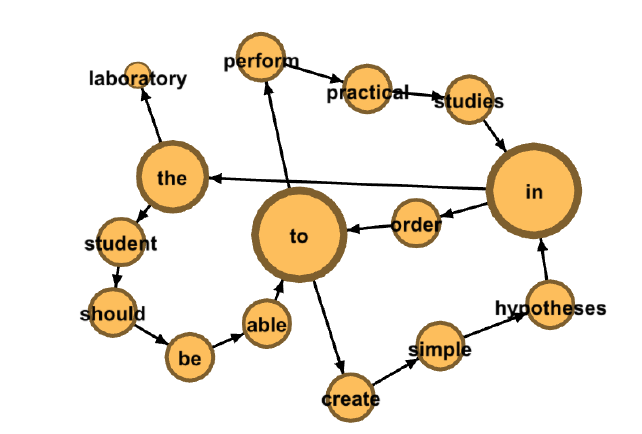 perform
laboratory
practical
studies
the
in
order
student
to
hypotheses
should
able
simple
be
create